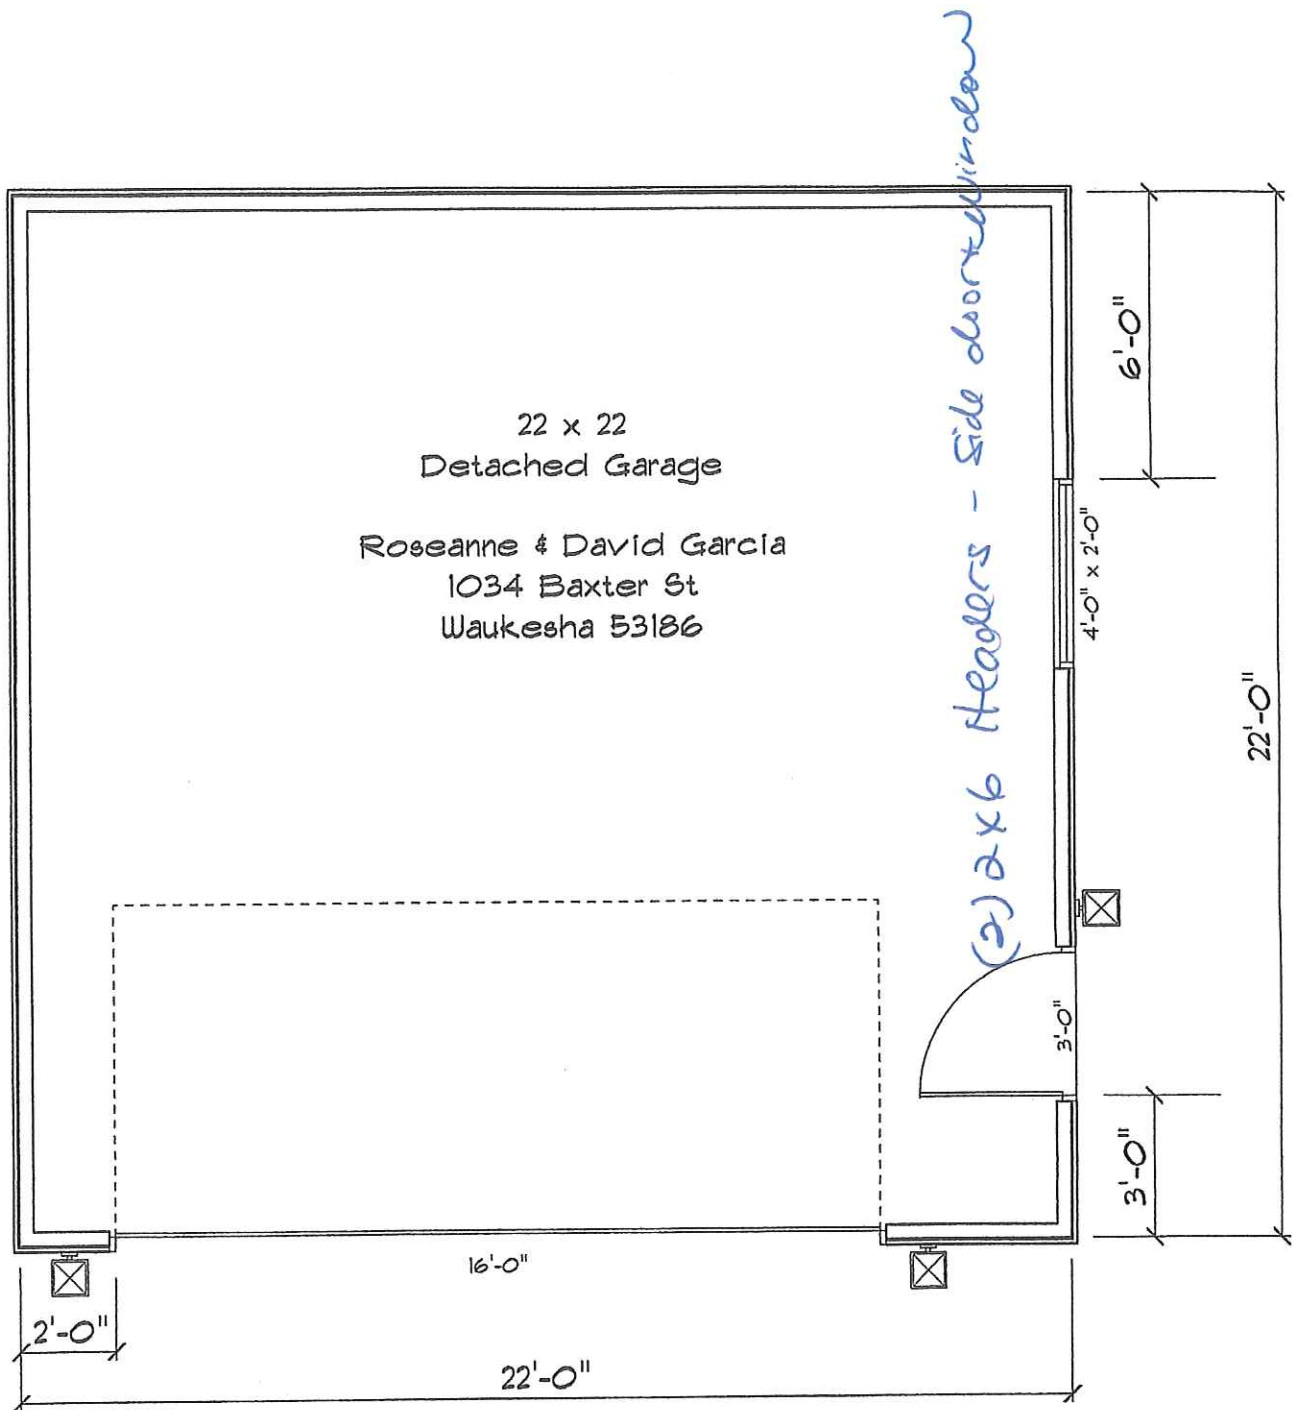 22 x 22
Detached Garage
Roseanne & David Garcia
1034 Baxter St
Waukesha 53186
(2) 2x6 Headers - Side door & window
6'-0"
4'-0" x 2'-0"
22'-0"
3'-0"
3'-0"
16'-0"
2'-0"
22'-0"